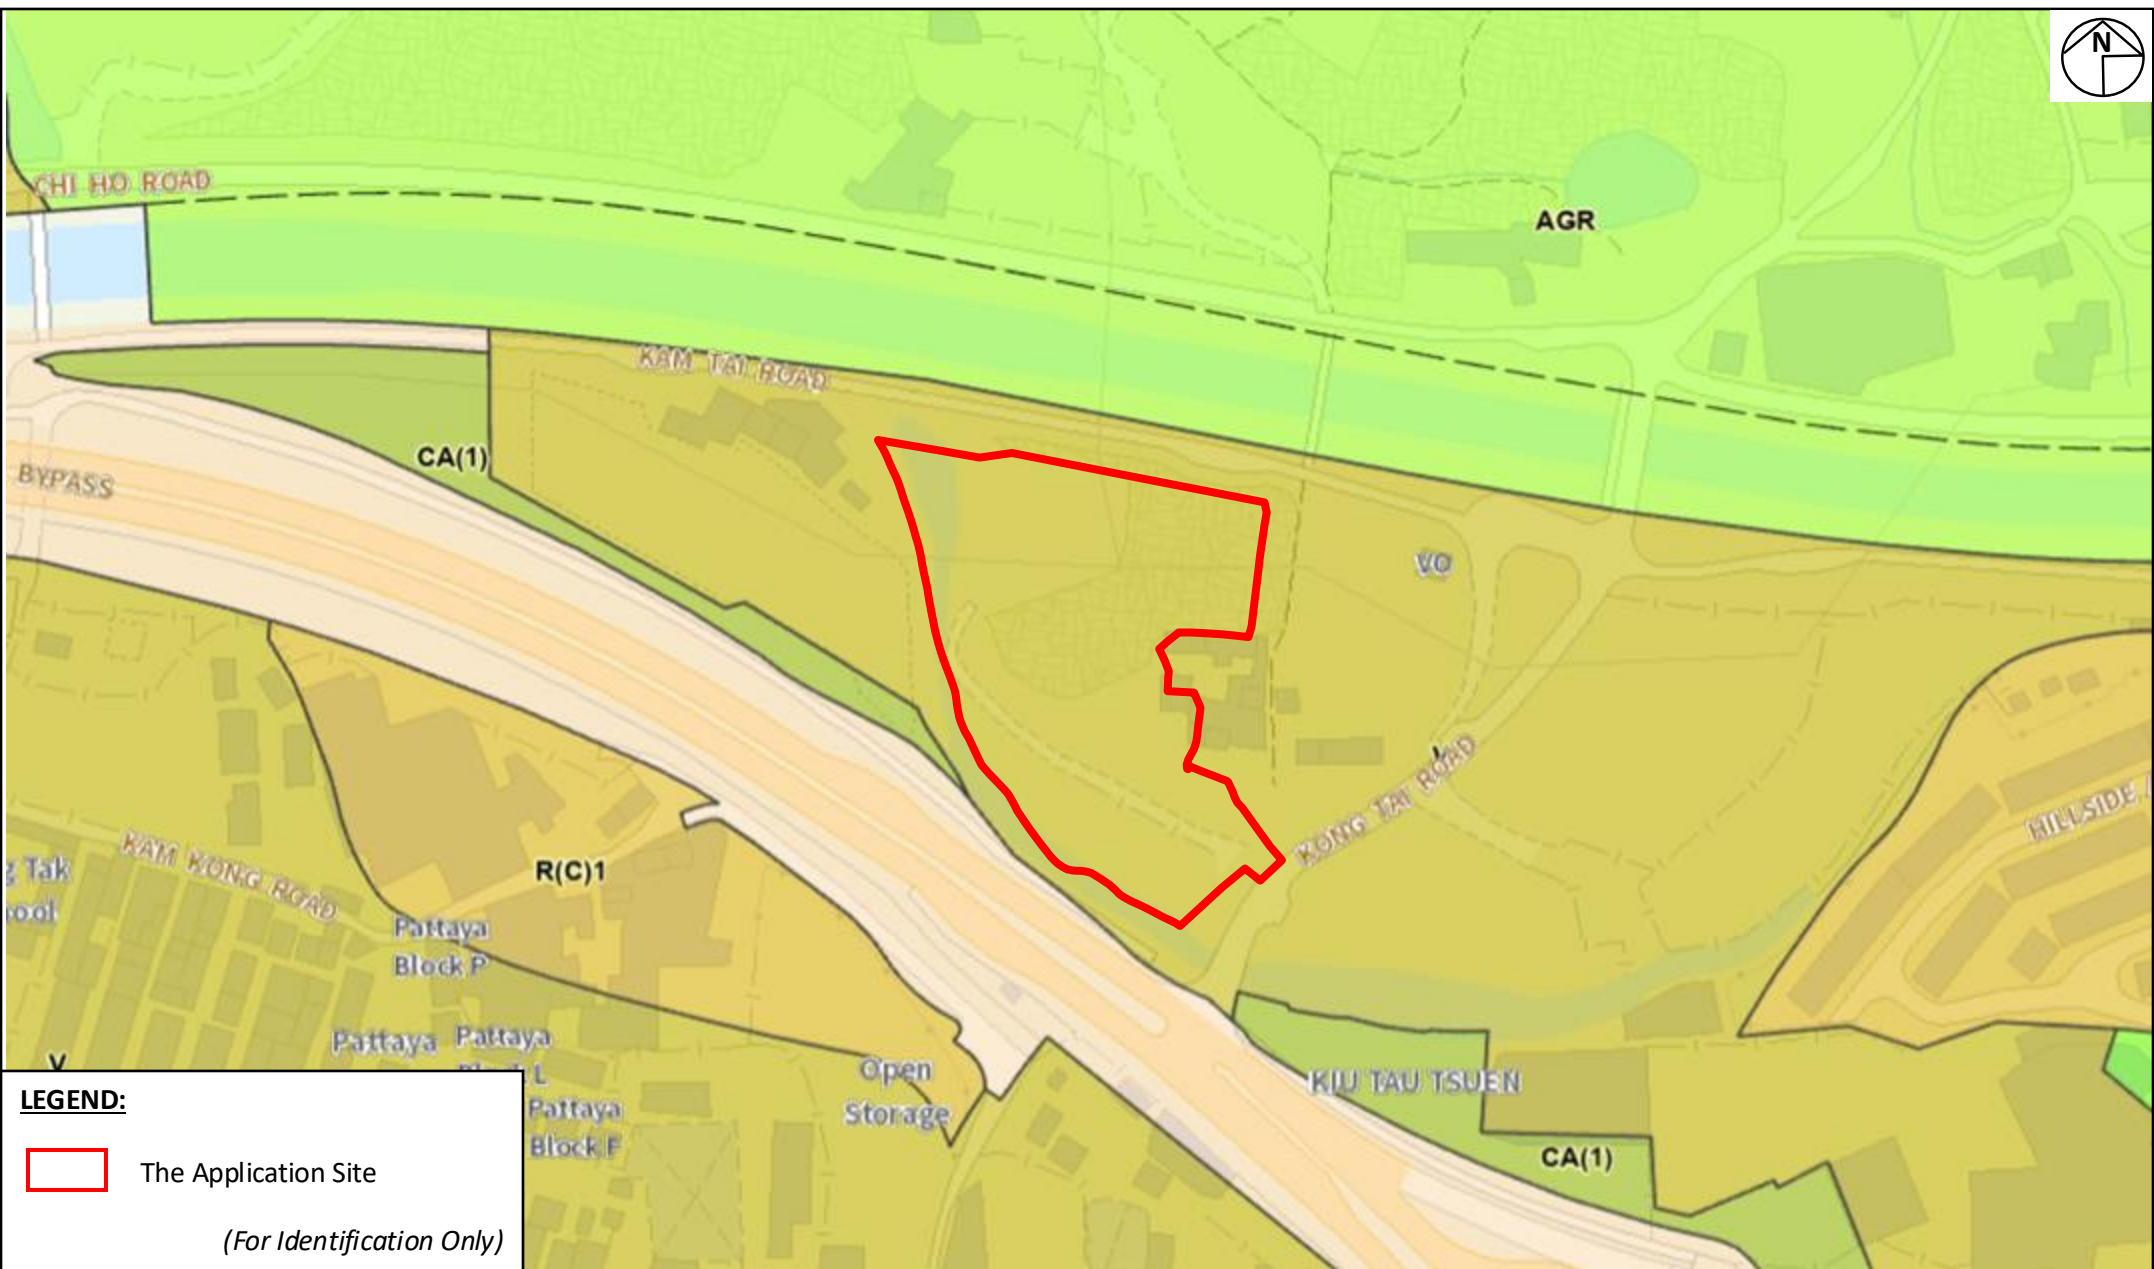 N
CHI HO ROAD
AGR
KAM TAI ROAD
CA(1)
BYPASS
VO
KONG TAI ROAD
HILLSIDE
KAM KONG ROAD
g Tak
ool
R(C)1
Pattaya
Block P
Pattaya
Pattaya
L
Pattaya
Block F
V
Open
Storage
KIU TAU TSUEN
CA(1)
LEGEND:
The Application Site
(For Identification Only)